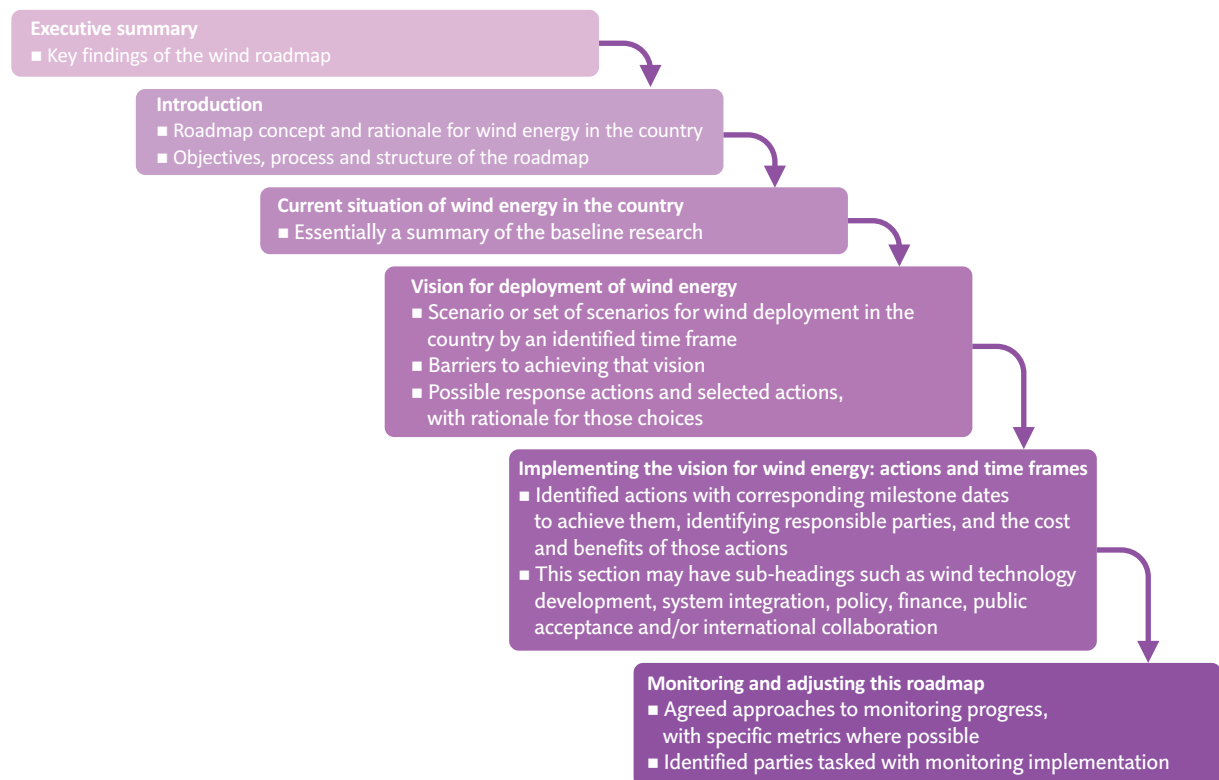 Executive summary
■ Key findings of the wind roadmap
Introduction
■ Roadmap concept and rationale for wind energy in the country
■ Objectives, process and structure of the roadmap
Current situation of wind energy in the country
■ Essentially a summary of the baseline research
Vision for deployment of wind energy
■ Scenario or set of scenarios for wind deployment in the
country by an identified time frame
■ Barriers to achieving that vision
■ Possible response actions and selected actions,
with rationale for those choices
Implementing the vision for wind energy: actions and time frames
■ Identified actions with corresponding milestone dates
to achieve them, identifying responsible parties, and the cost
and benefits of those actions
■ This section may have sub-headings such as wind technology
development, system integration, policy, finance, public
acceptance and/or international collaboration
Monitoring and adjusting this roadmap
■ Agreed approaches to monitoring progress,
with specific metrics where possible
■ Identified parties tasked with monitoring implementation